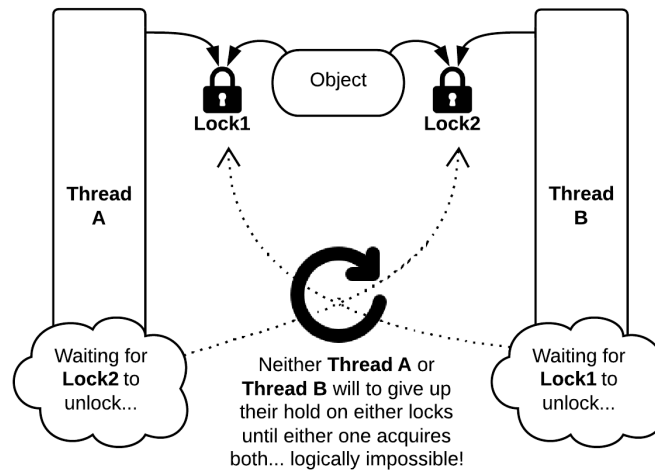 Object
Lock1
Lock2
Thread
A
Thread
B
Waiting for
Lock2 to
unlock...
Waiting for
Lock1 to
unlock...
Neither Thread A or
Thread B will to give up
their hold on either locks
until either one acquires
both... logically impossible!